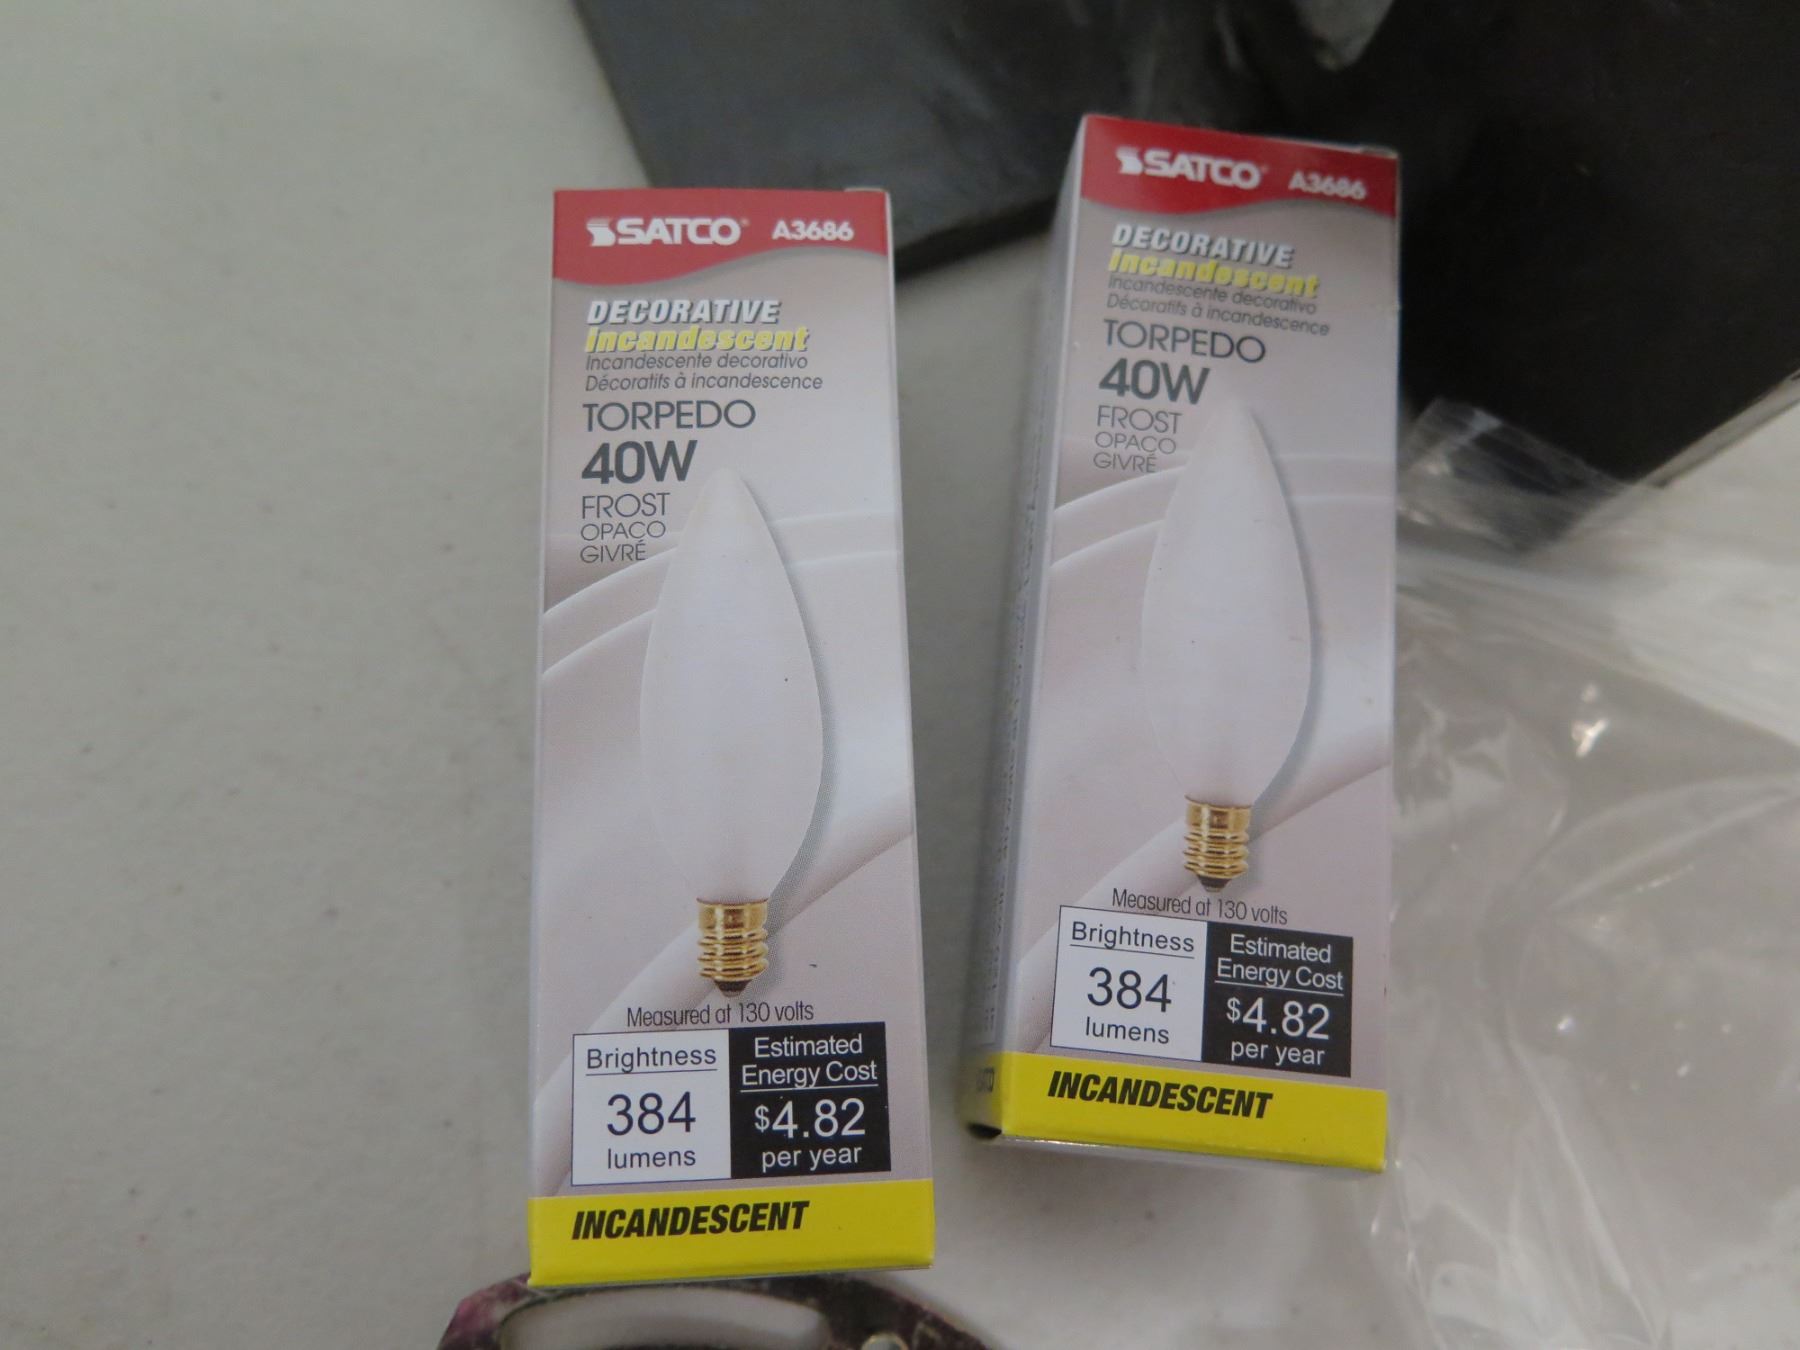 SATCO® A3686
DECORATIVE
Incandescent
Incandescente decorativo
Décoratifs à incandescence
TORPEDO
40W
FROST
OPACO
GIVRÉ
Measured at 130 volts
Brightness
384
lumens
Estimated
Energy Cost
$4.82
per year
INCANDESCENT
SATCO® A3686
DECORATIVE
Incandescent
Incandescente decorativo
Décoratifs à incandescence
TORPEDO
40W
FROST
OPACO
GIVRÉ
Measured at 130 volts
Brightness
384
lumens
Estimated
Energy Cost
$4.82
per year
INCANDESCENT
SATCO